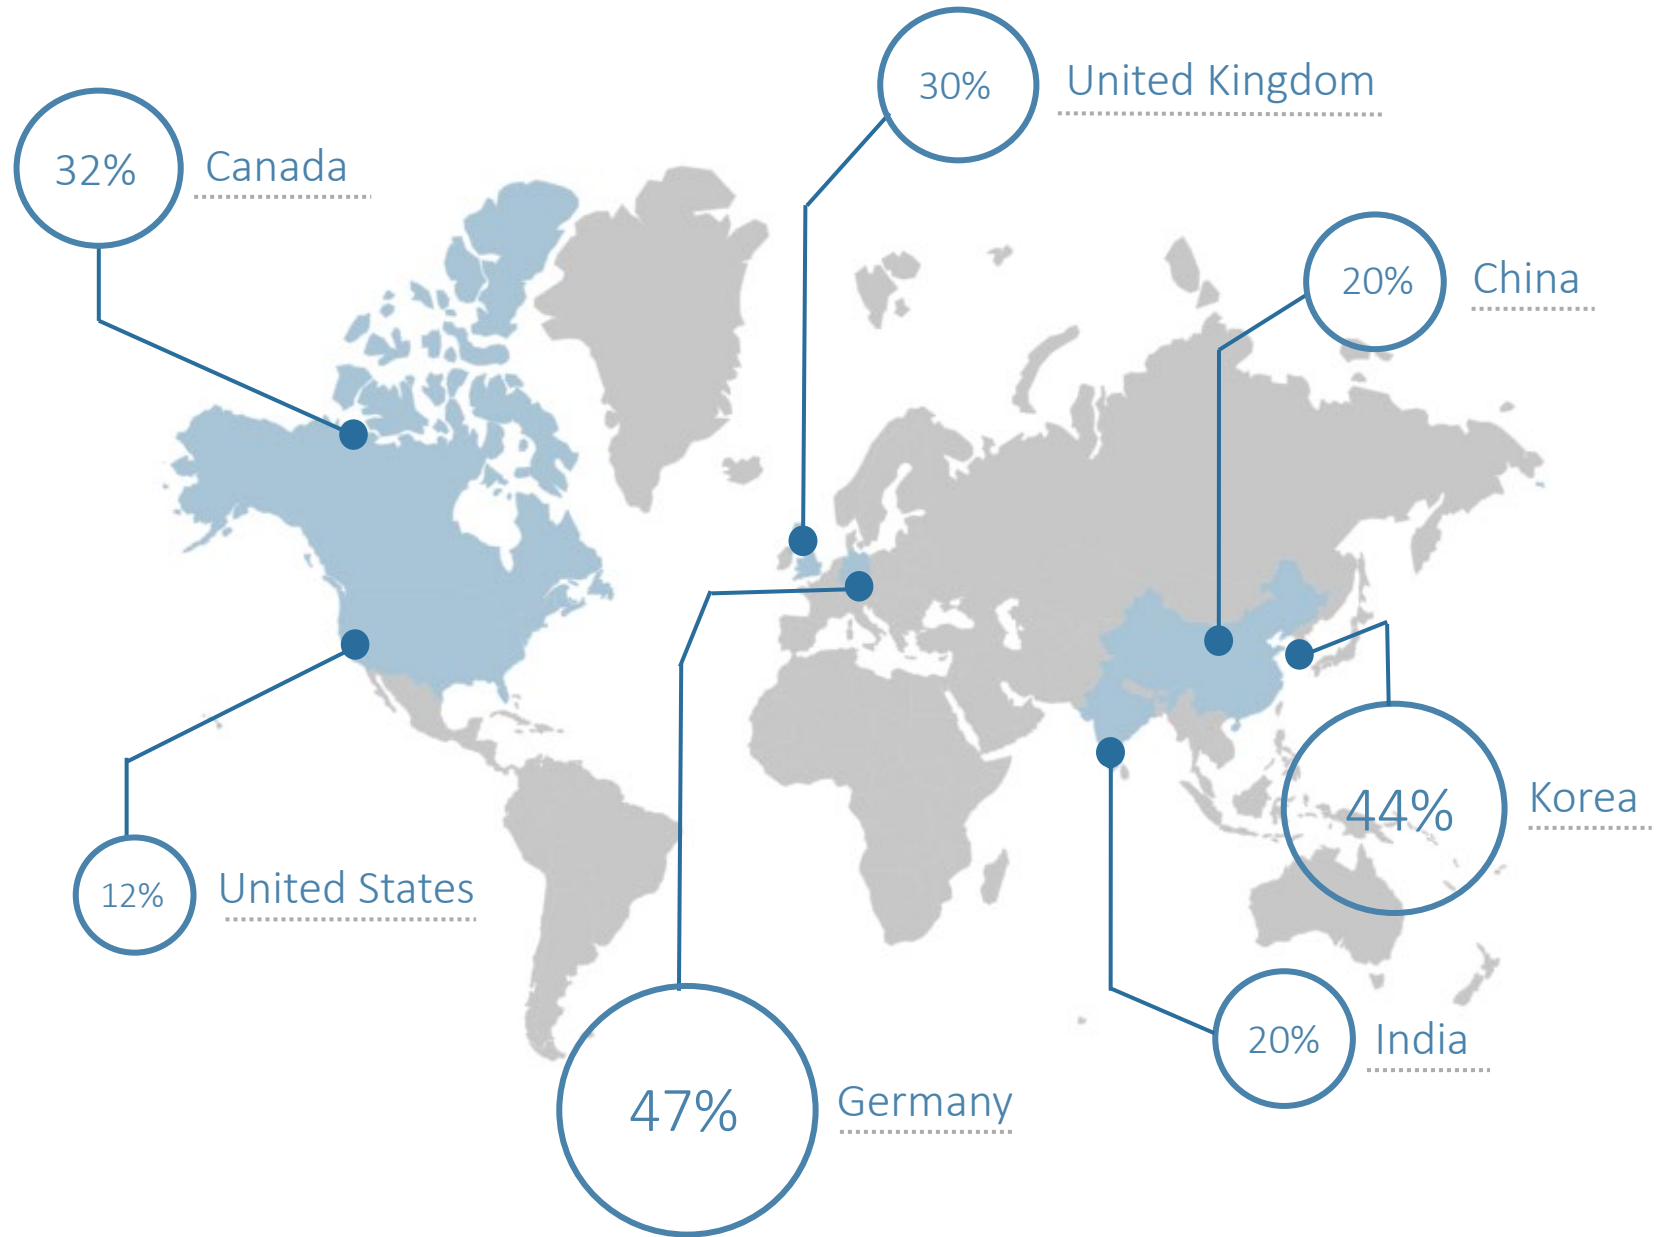 30%
United Kingdom
32%
Canada
20%
China
44%
Korea
12%
United States
20%
India
47%
Germany